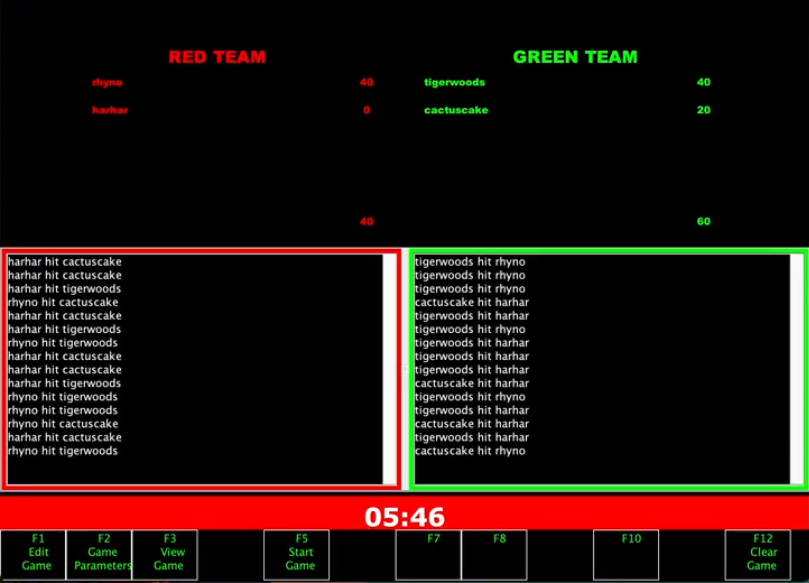 RED TEAM
rhyno 40
harhar 0
40
GREEN TEAM
tigerwoods 40
cactuscake 20
60
harhar hit cactuscake
harhar hit cactuscake
harhar hit tigerwoods
rhyno hit cactuscake
harhar hit cactuscake
harhar hit tigerwoods
rhyno hit tigerwoods
harhar hit cactuscake
harhar hit cactuscake
harhar hit tigerwoods
rhyno hit tigerwoods
rhyno hit tigerwoods
rhyno hit cactuscake
harhar hit cactuscake
rhyno hit tigerwoods
tigerwoods hit rhyno
tigerwoods hit rhyno
tigerwoods hit rhyno
cactuscake hit harhar
tigerwoods hit harhar
tigerwoods hit rhyno
tigerwoods hit harhar
tigerwoods hit harhar
tigerwoods hit harhar
cactuscake hit harhar
tigerwoods hit rhyno
tigerwoods hit harhar
cactuscake hit harhar
tigerwoods hit harhar
cactuscake hit rhyno
05:46
F1
Edit
Game
F2
Game
Parameters
F3
View
Game
F5
Start
Game
F7
F8
F10
F12
Clear
Game